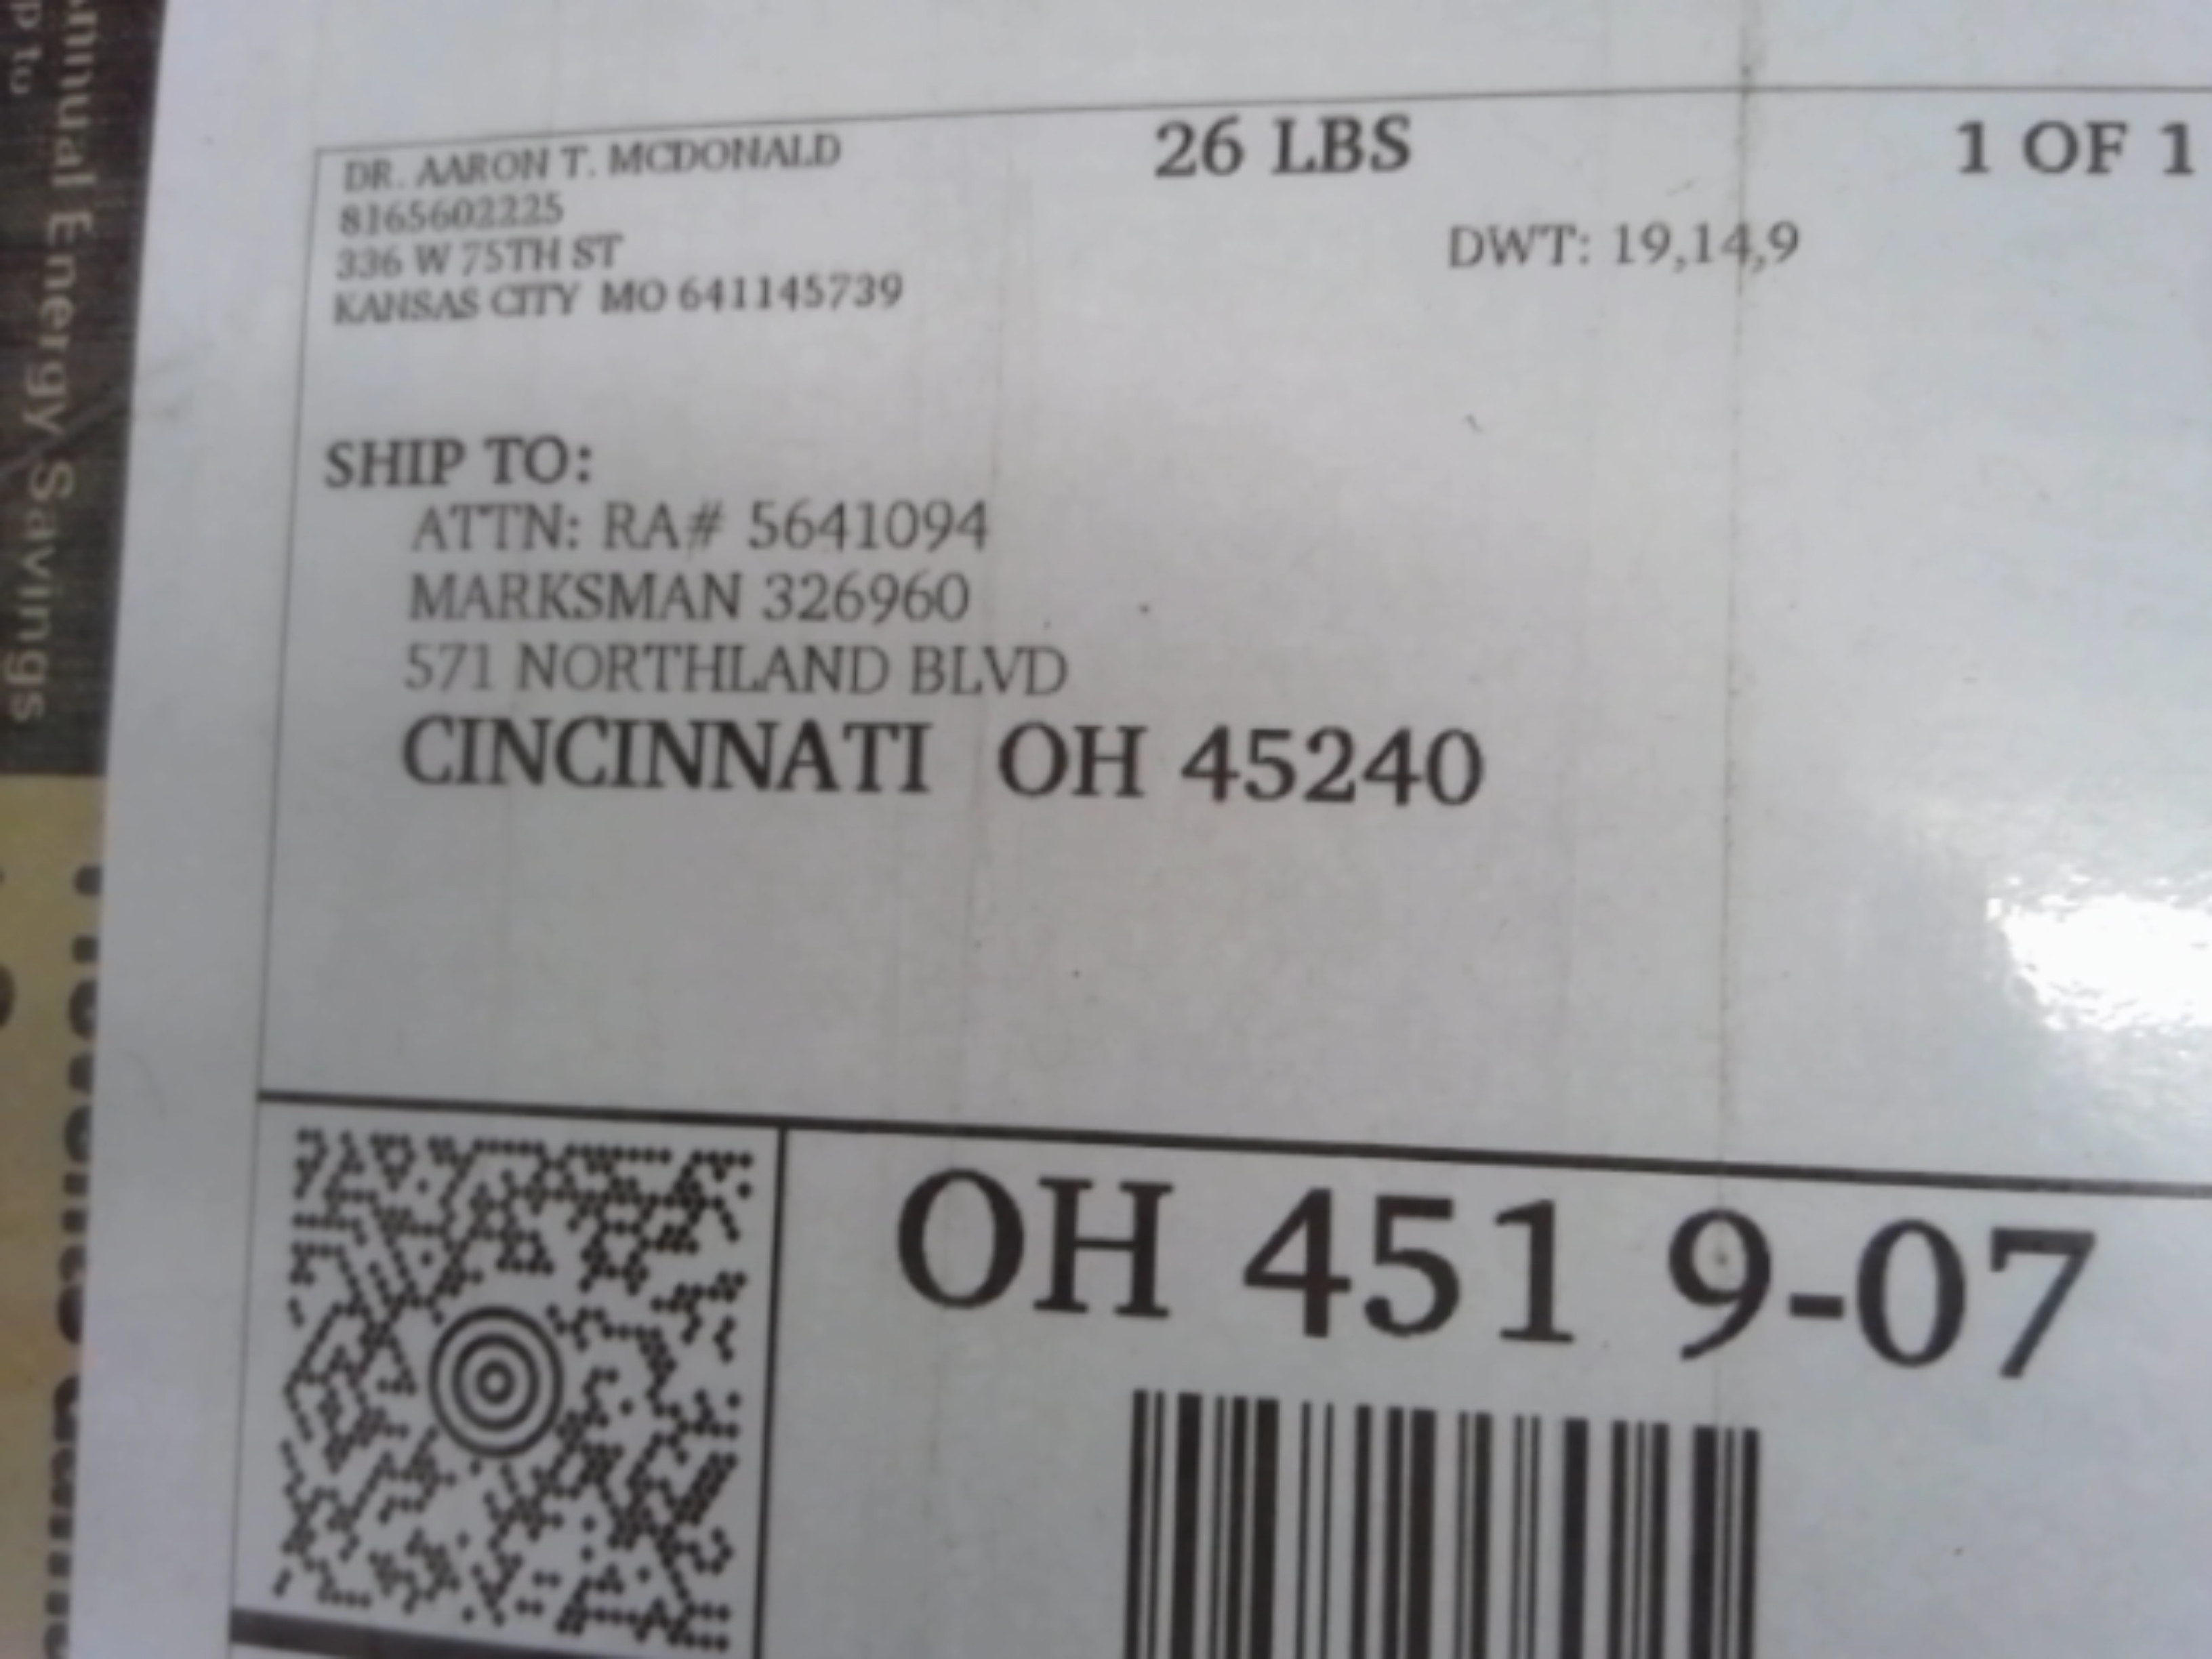 DR. AARON T. MCDONALD
8165602225
336 W 75TH ST
KANSAS CITY MO 641145739
26 LBS
1 OF 1
DWT: 19,14,9
SHIP TO:
ATTN: RA# 5641094
MARKSMAN 326960
571 NORTHLAND BLVD
CINCINNATI OH 45240
OH 451 9-07
Energy Savings